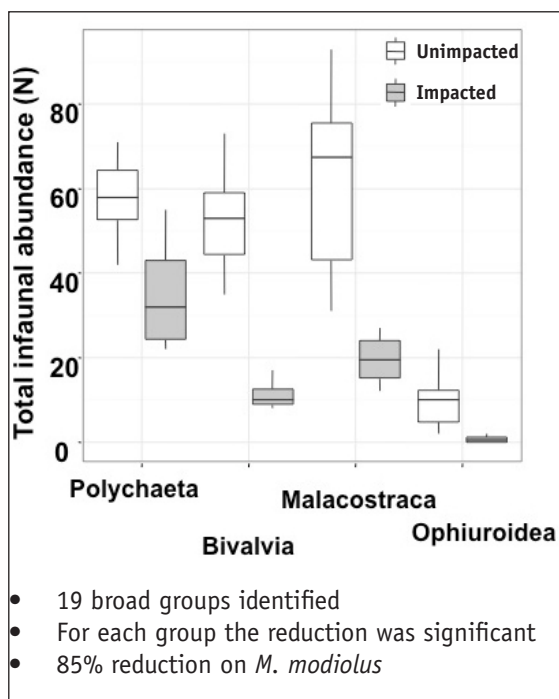 Total infaunal abundance (N)
80
60
40
20
0
Unimpacted
Impacted
Polychaeta
Bivalvia
Malacostraca
Ophiuroidea
• 19 broad groups identified
• For each group the reduction was significant
• 85% reduction on M. modiolus